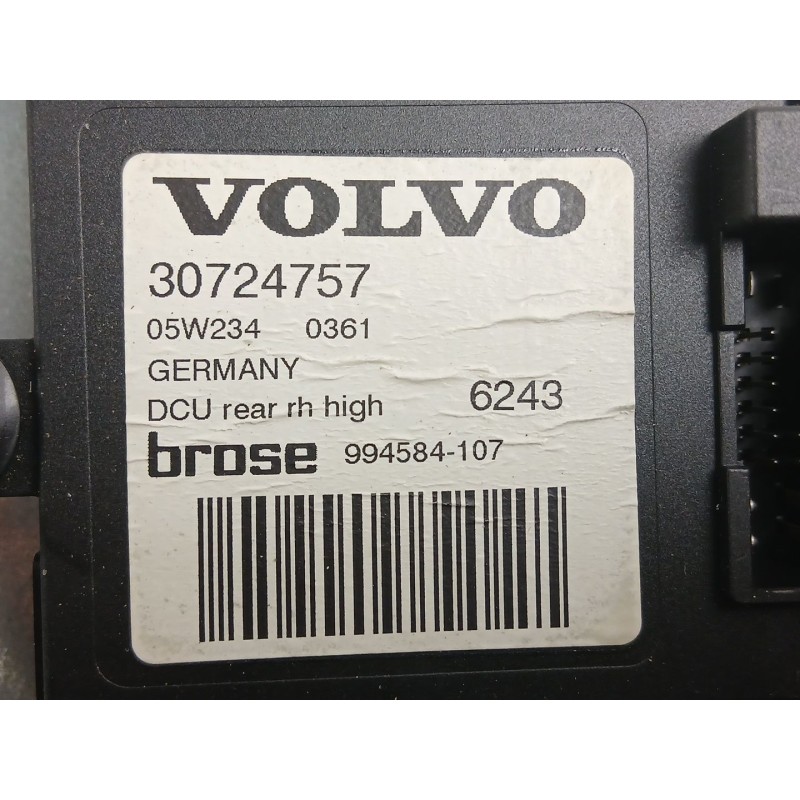 VOLVO
30724757
05W234 0361
GERMANY
DCU rear rh high 6243
brose 994584-107